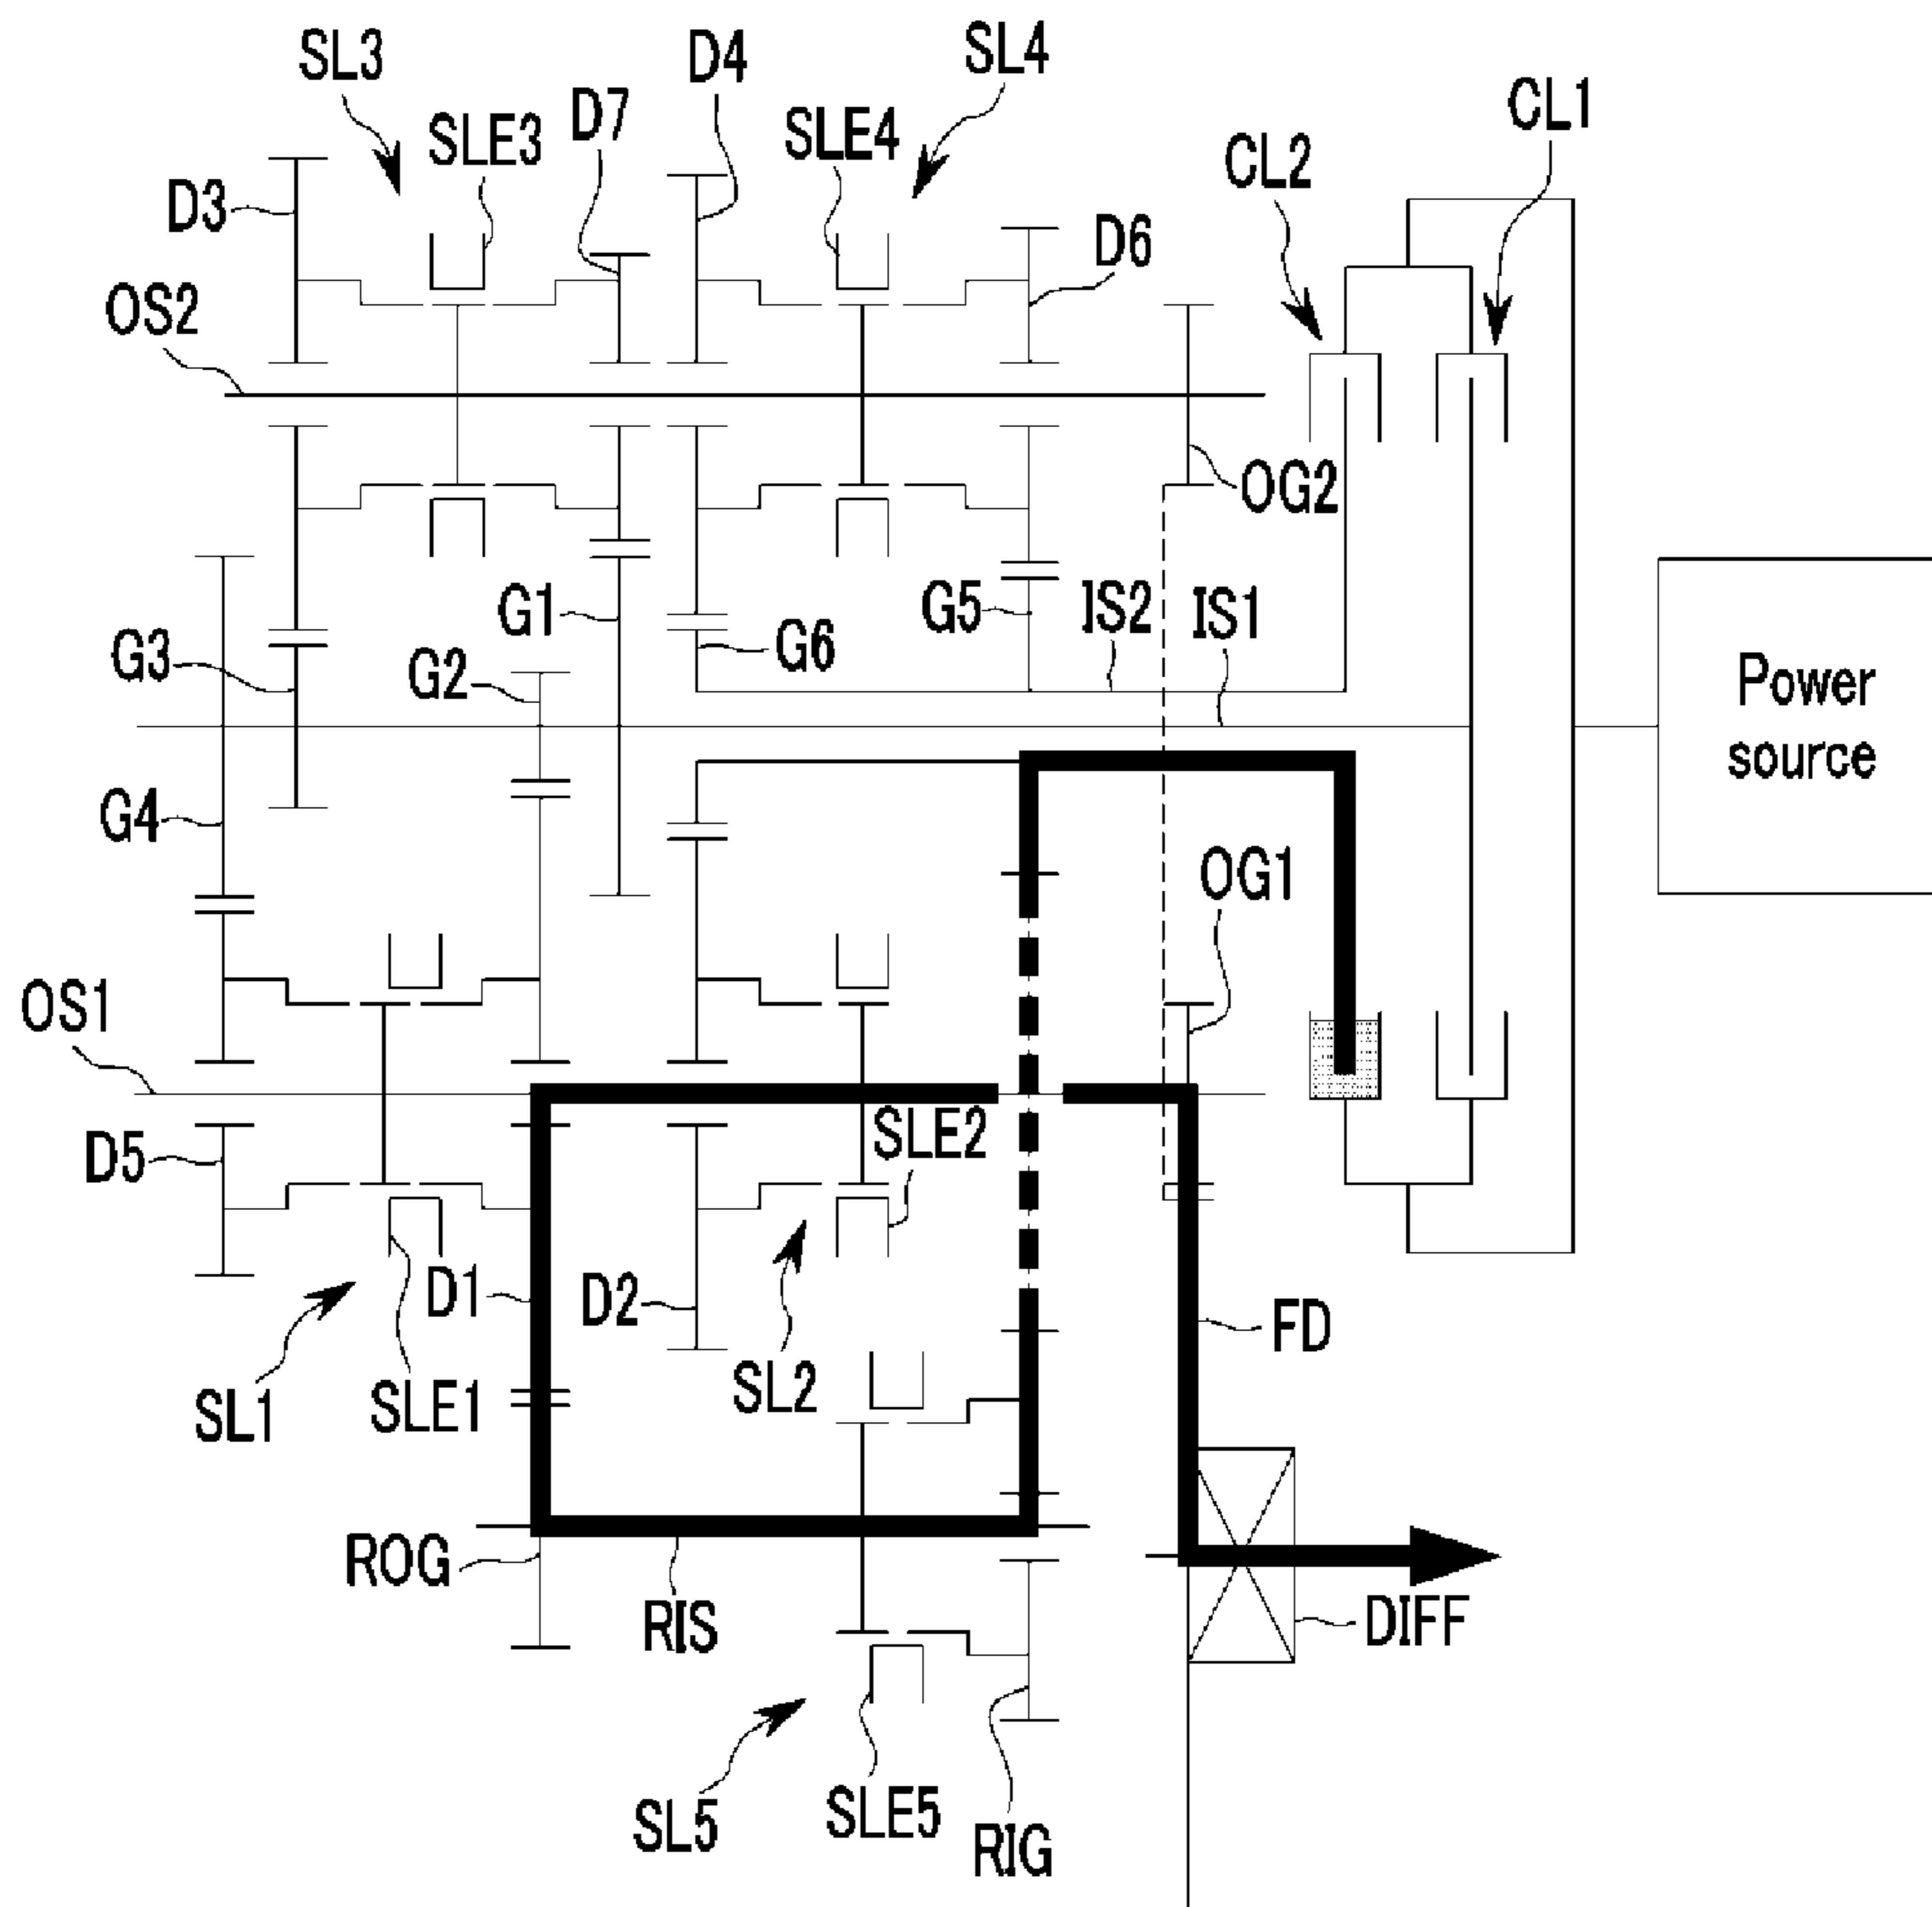 SL3
D4
SL4
D7
SLE3
SLE4
CL1
CL2
D3
D6
OS2
OG2
G1
G5
IS2
IS1
G3
G2
G6
Power
source
G4
OG1
OS1
SLE2
D5
D1
D2
FD
SL1
SLE1
SL2
ROG
RIS
DIFF
SL5
SLE5
RIG